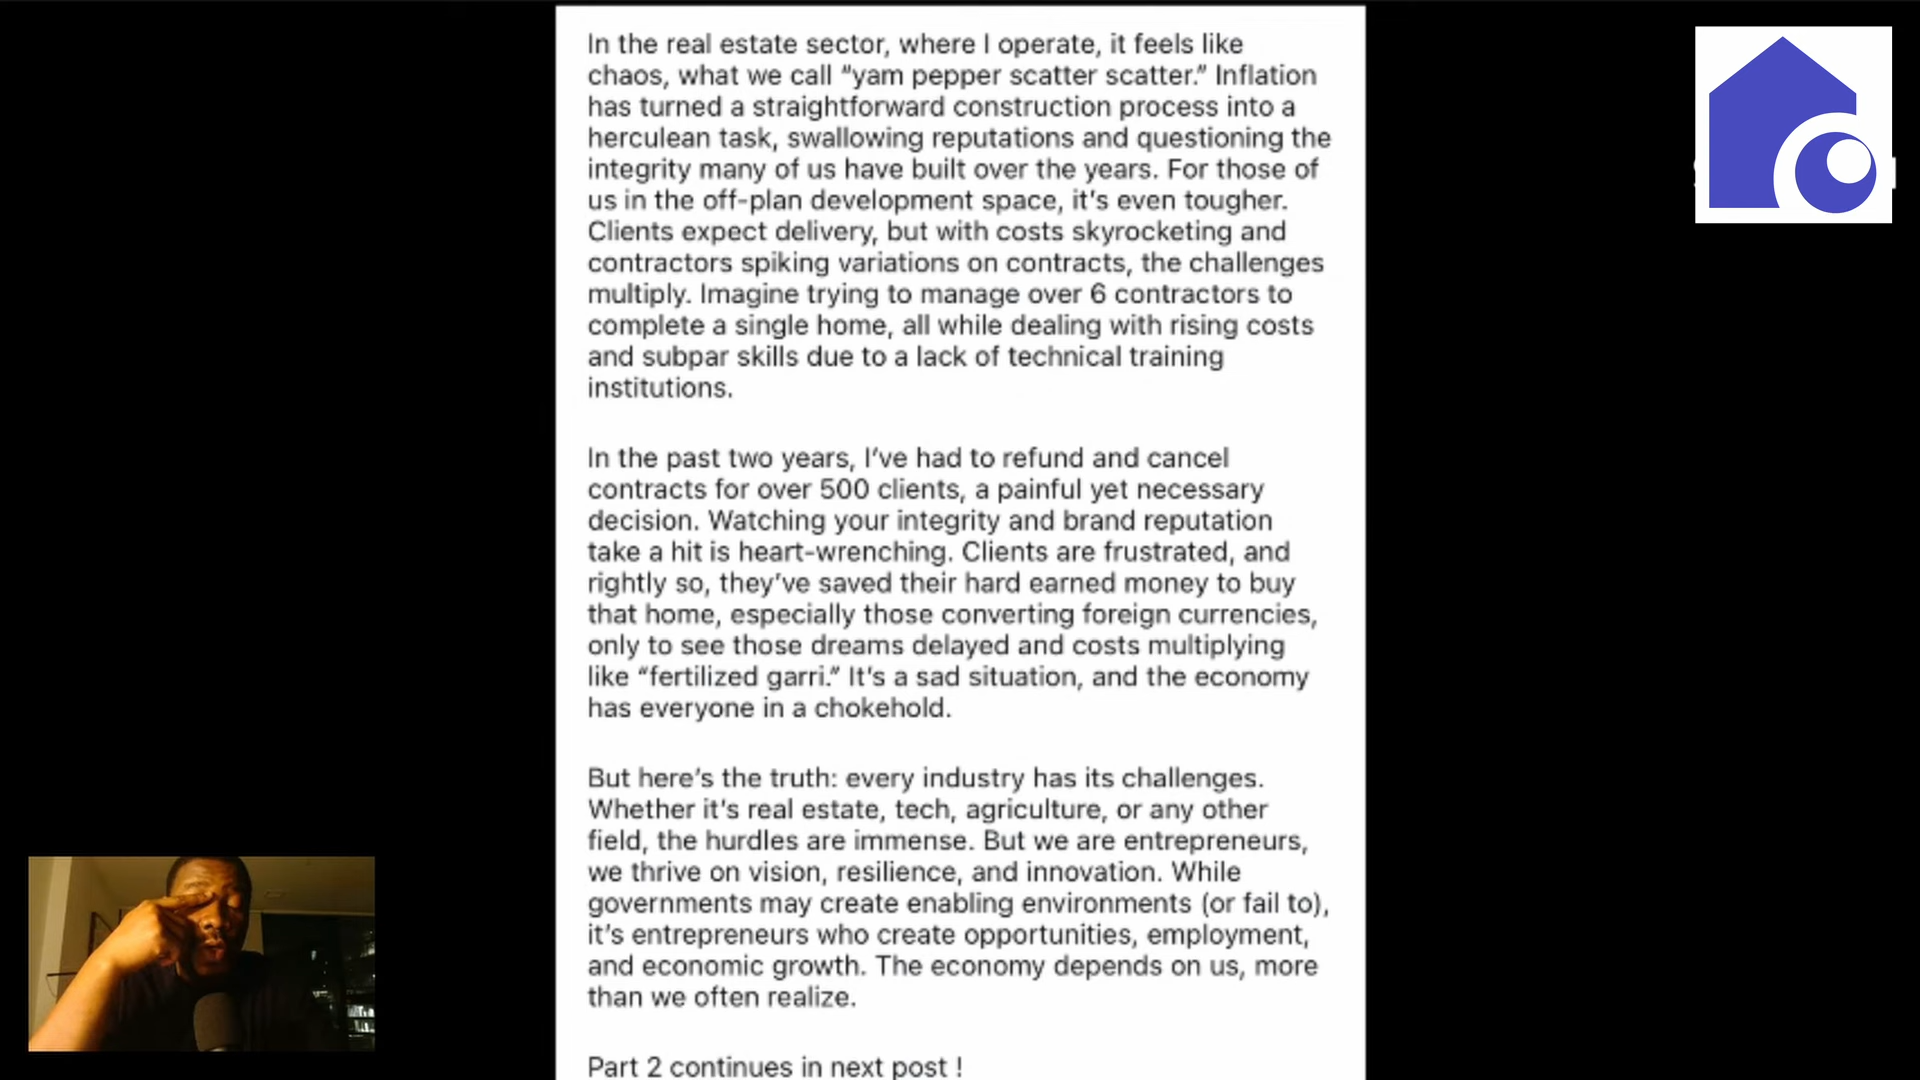 In the real estate sector, where I operate, it feels like
chaos, what we call “yam pepper scatter scatter.” Inflation
has turned a straightforward construction process into a
herculean task, swallowing reputations and questioning the
integrity many of us have built over the years. For those of
us in the off-plan development space, it’s even tougher.
Clients expect delivery, but with costs skyrocketing and
contractors spiking variations on contracts, the challenges
multiply. Imagine trying to manage over 6 contractors to
complete a single home, all while dealing with rising costs
and subpar skills due to a lack of technical training
institutions.
In the past two years, I’ve had to refund and cancel
contracts for over 500 clients, a painful yet necessary
decision. Watching your integrity and brand reputation
take a hit is heart-wrenching. Clients are frustrated, and
rightly so, they’ve saved their hard earned money to buy
that home, especially those converting foreign currencies,
only to see those dreams delayed and costs multiplying
like “fertilized garri.” It’s a sad situation, and the economy
has everyone in a chokehold.
But here’s the truth: every industry has its challenges.
Whether it’s real estate, tech, agriculture, or any other
field, the hurdles are immense. But we are entrepreneurs,
we thrive on vision, resilience, and innovation. While
governments may create enabling environments (or fail to),
it’s entrepreneurs who create opportunities, employment,
and economic growth. The economy depends on us, more
than we often realize.
Part 2 continues in next post !